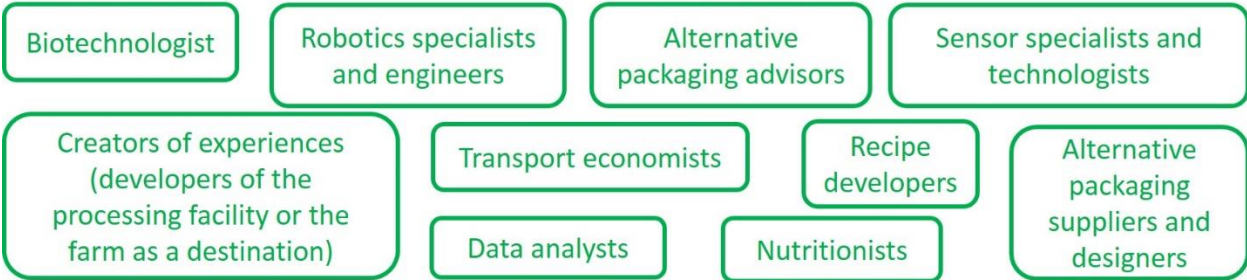 Biotechnologist
Robotics specialists
and engineers
Alternative
packaging advisors
Sensor specialists and
technologists
Creators of experiences
(developers of the
processing facility or the
farm as a destination)
Transport economists
Recipe
developers
Alternative
packaging
suppliers and
designers
Data analysts
Nutritionists